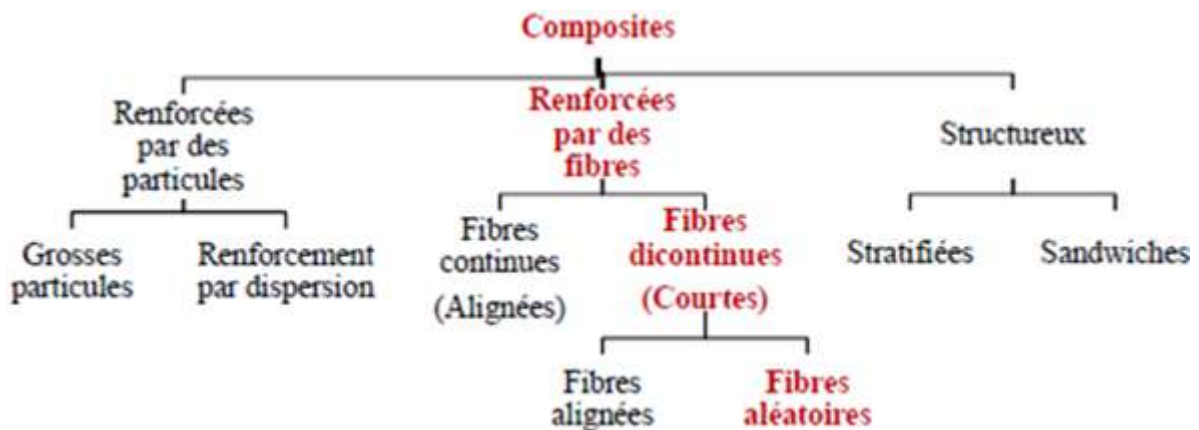 Composites
Renforcées
par des
particules
Renforcées
par des
fibres
Structureux
Grosses
particules
Renforcement
par dispersion
Fibres
continues
(Alignées)
Fibres
dicontinues
(Courtes)
Stratifiées
Sandwiches
Fibres
alignées
Fibres
aléatoires